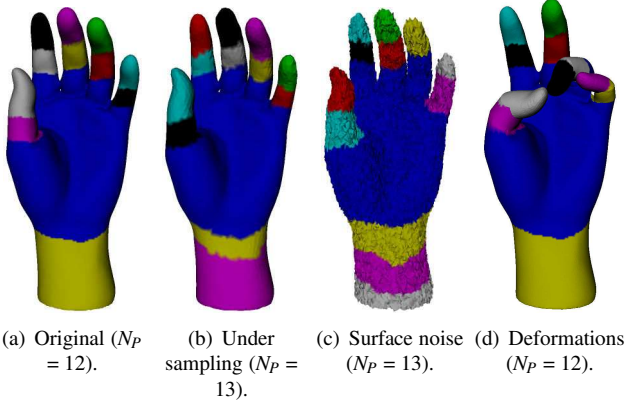 (a) Original (N_P = 12).
(b) Under sampling (N_P = 13).
(c) Surface noise (N_P = 13).
(d) Deformations (N_P = 12).